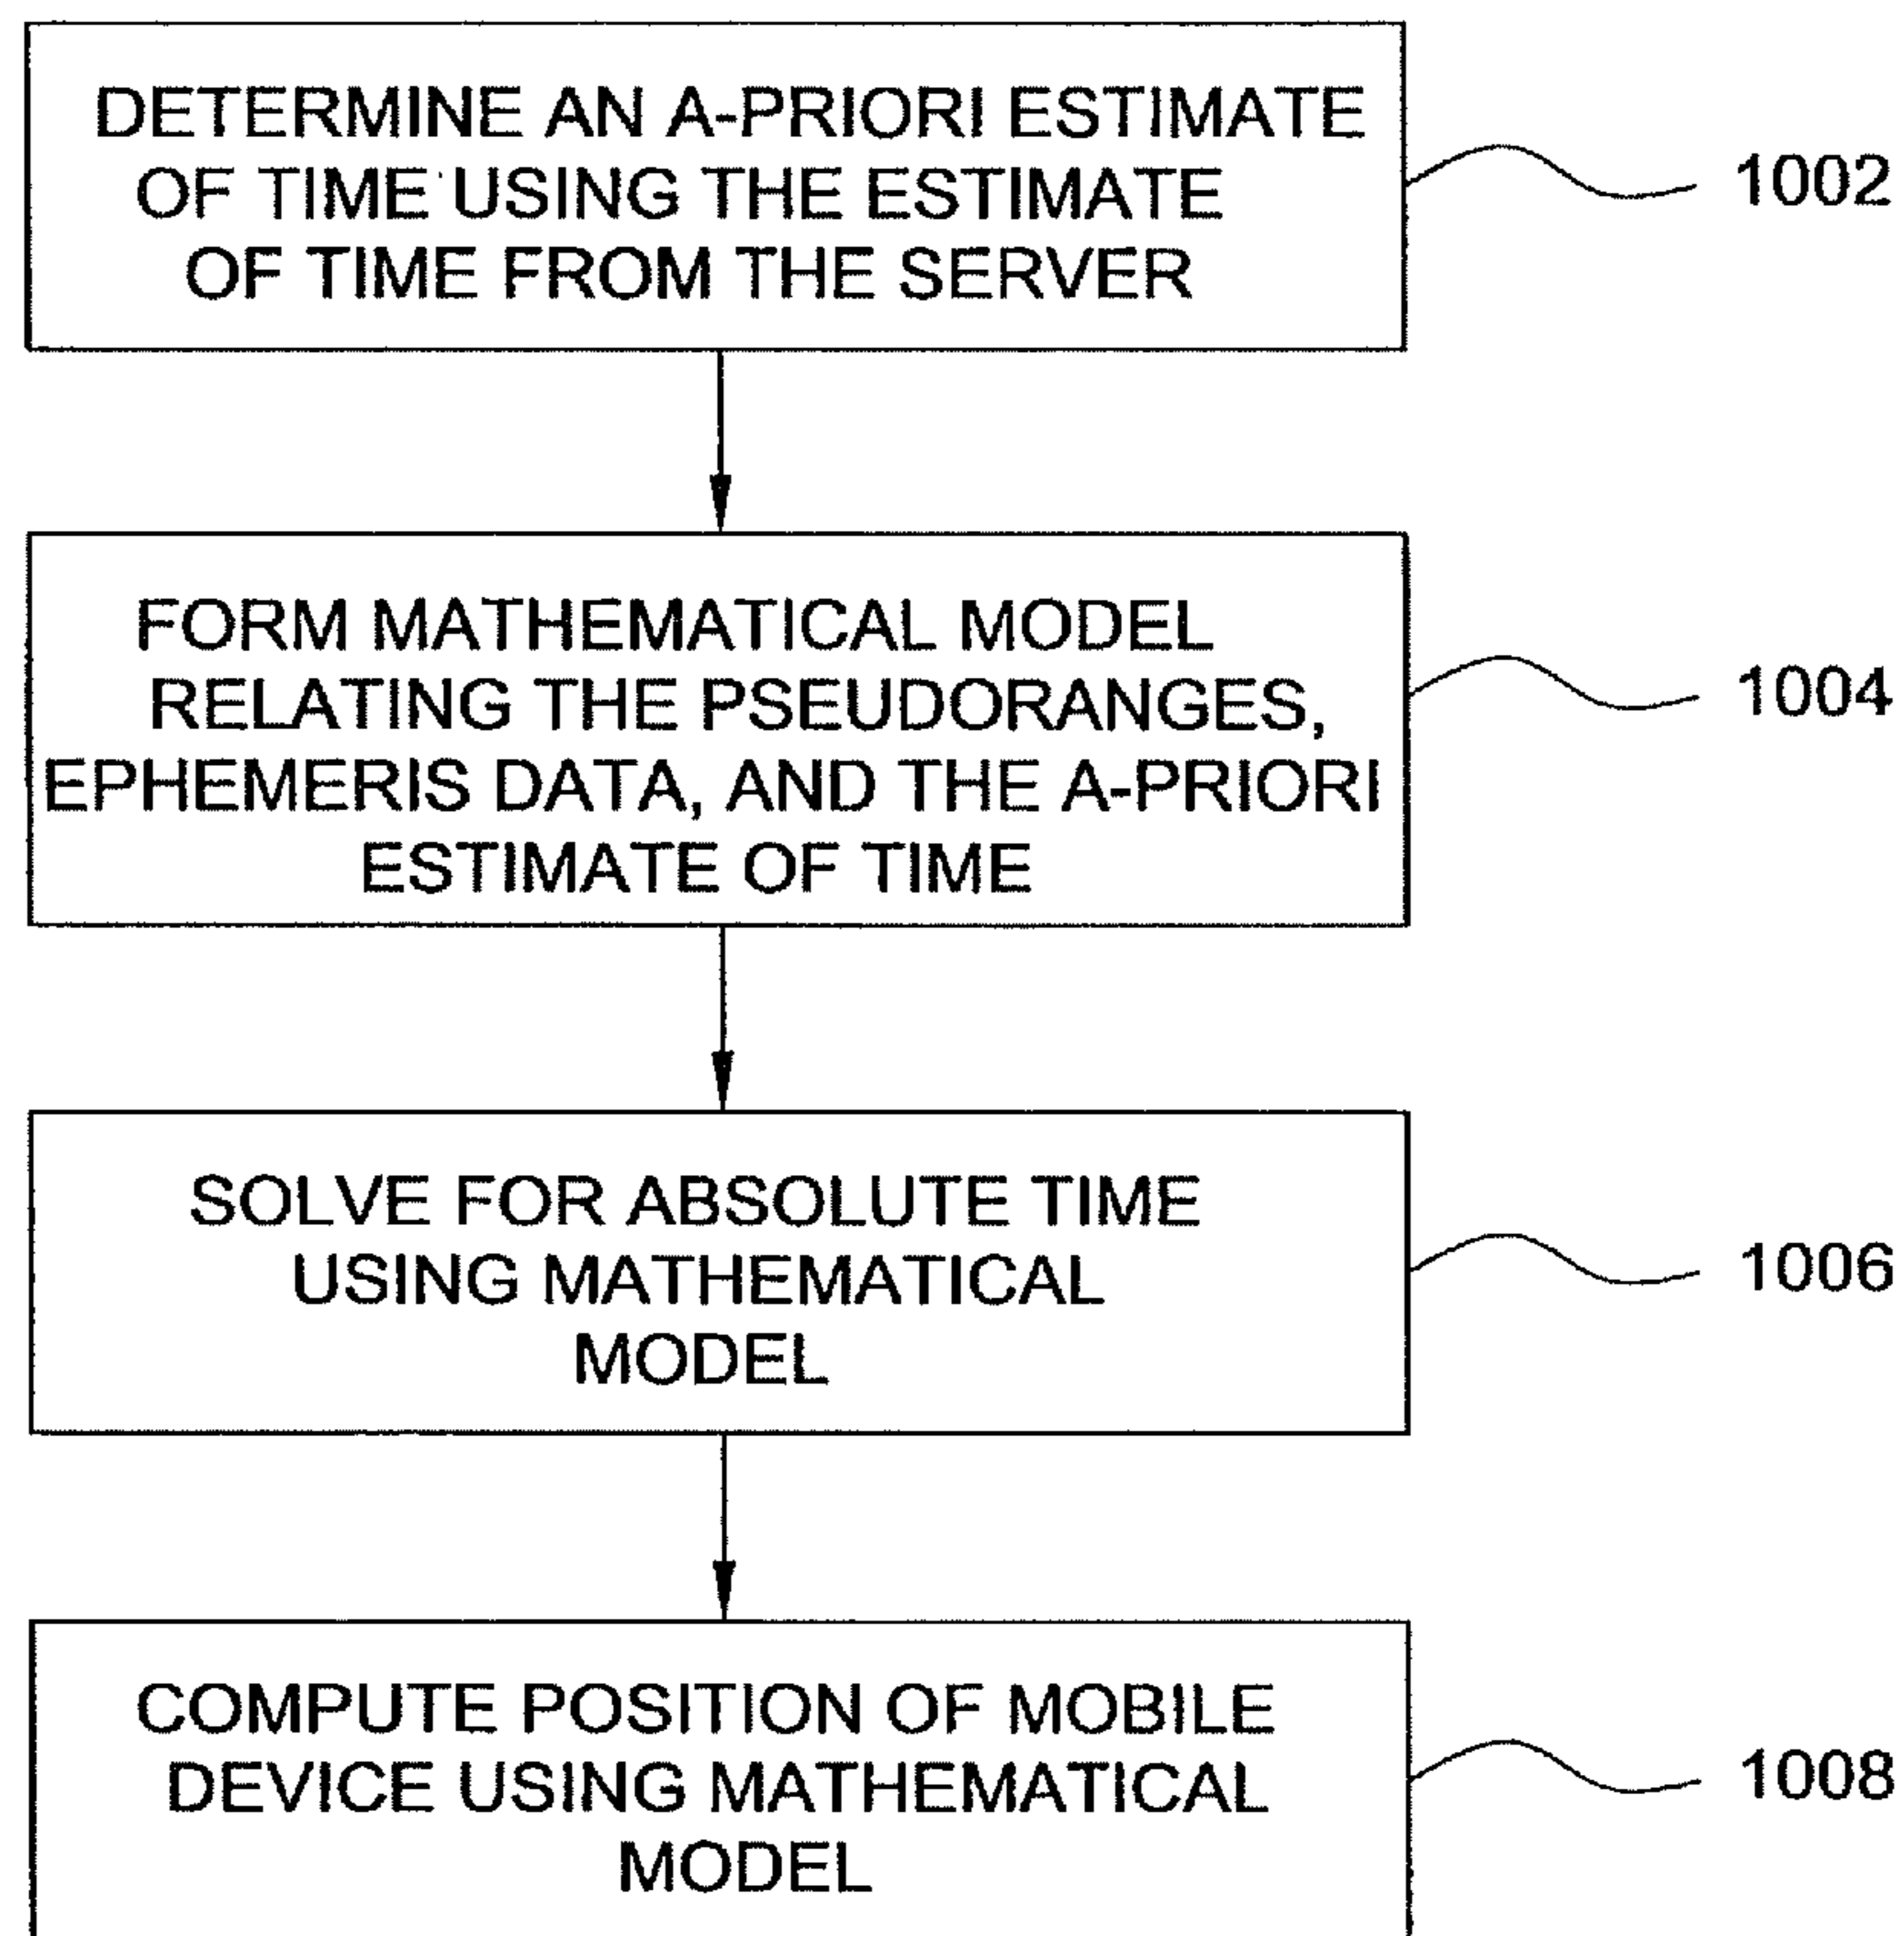 DETERMINE AN A-PRIORI ESTIMATE
OF TIME USING THE ESTIMATE
OF TIME FROM THE SERVER
1002
FORM MATHEMATICAL MODEL
RELATING THE PSEUDORANGES,
EPHEMERIS DATA, AND THE A-PRIORI
ESTIMATE OF TIME
1004
SOLVE FOR ABSOLUTE TIME
USING MATHEMATICAL
MODEL
1006
COMPUTE POSITION OF MOBILE
DEVICE USING MATHEMATICAL
MODEL
1008